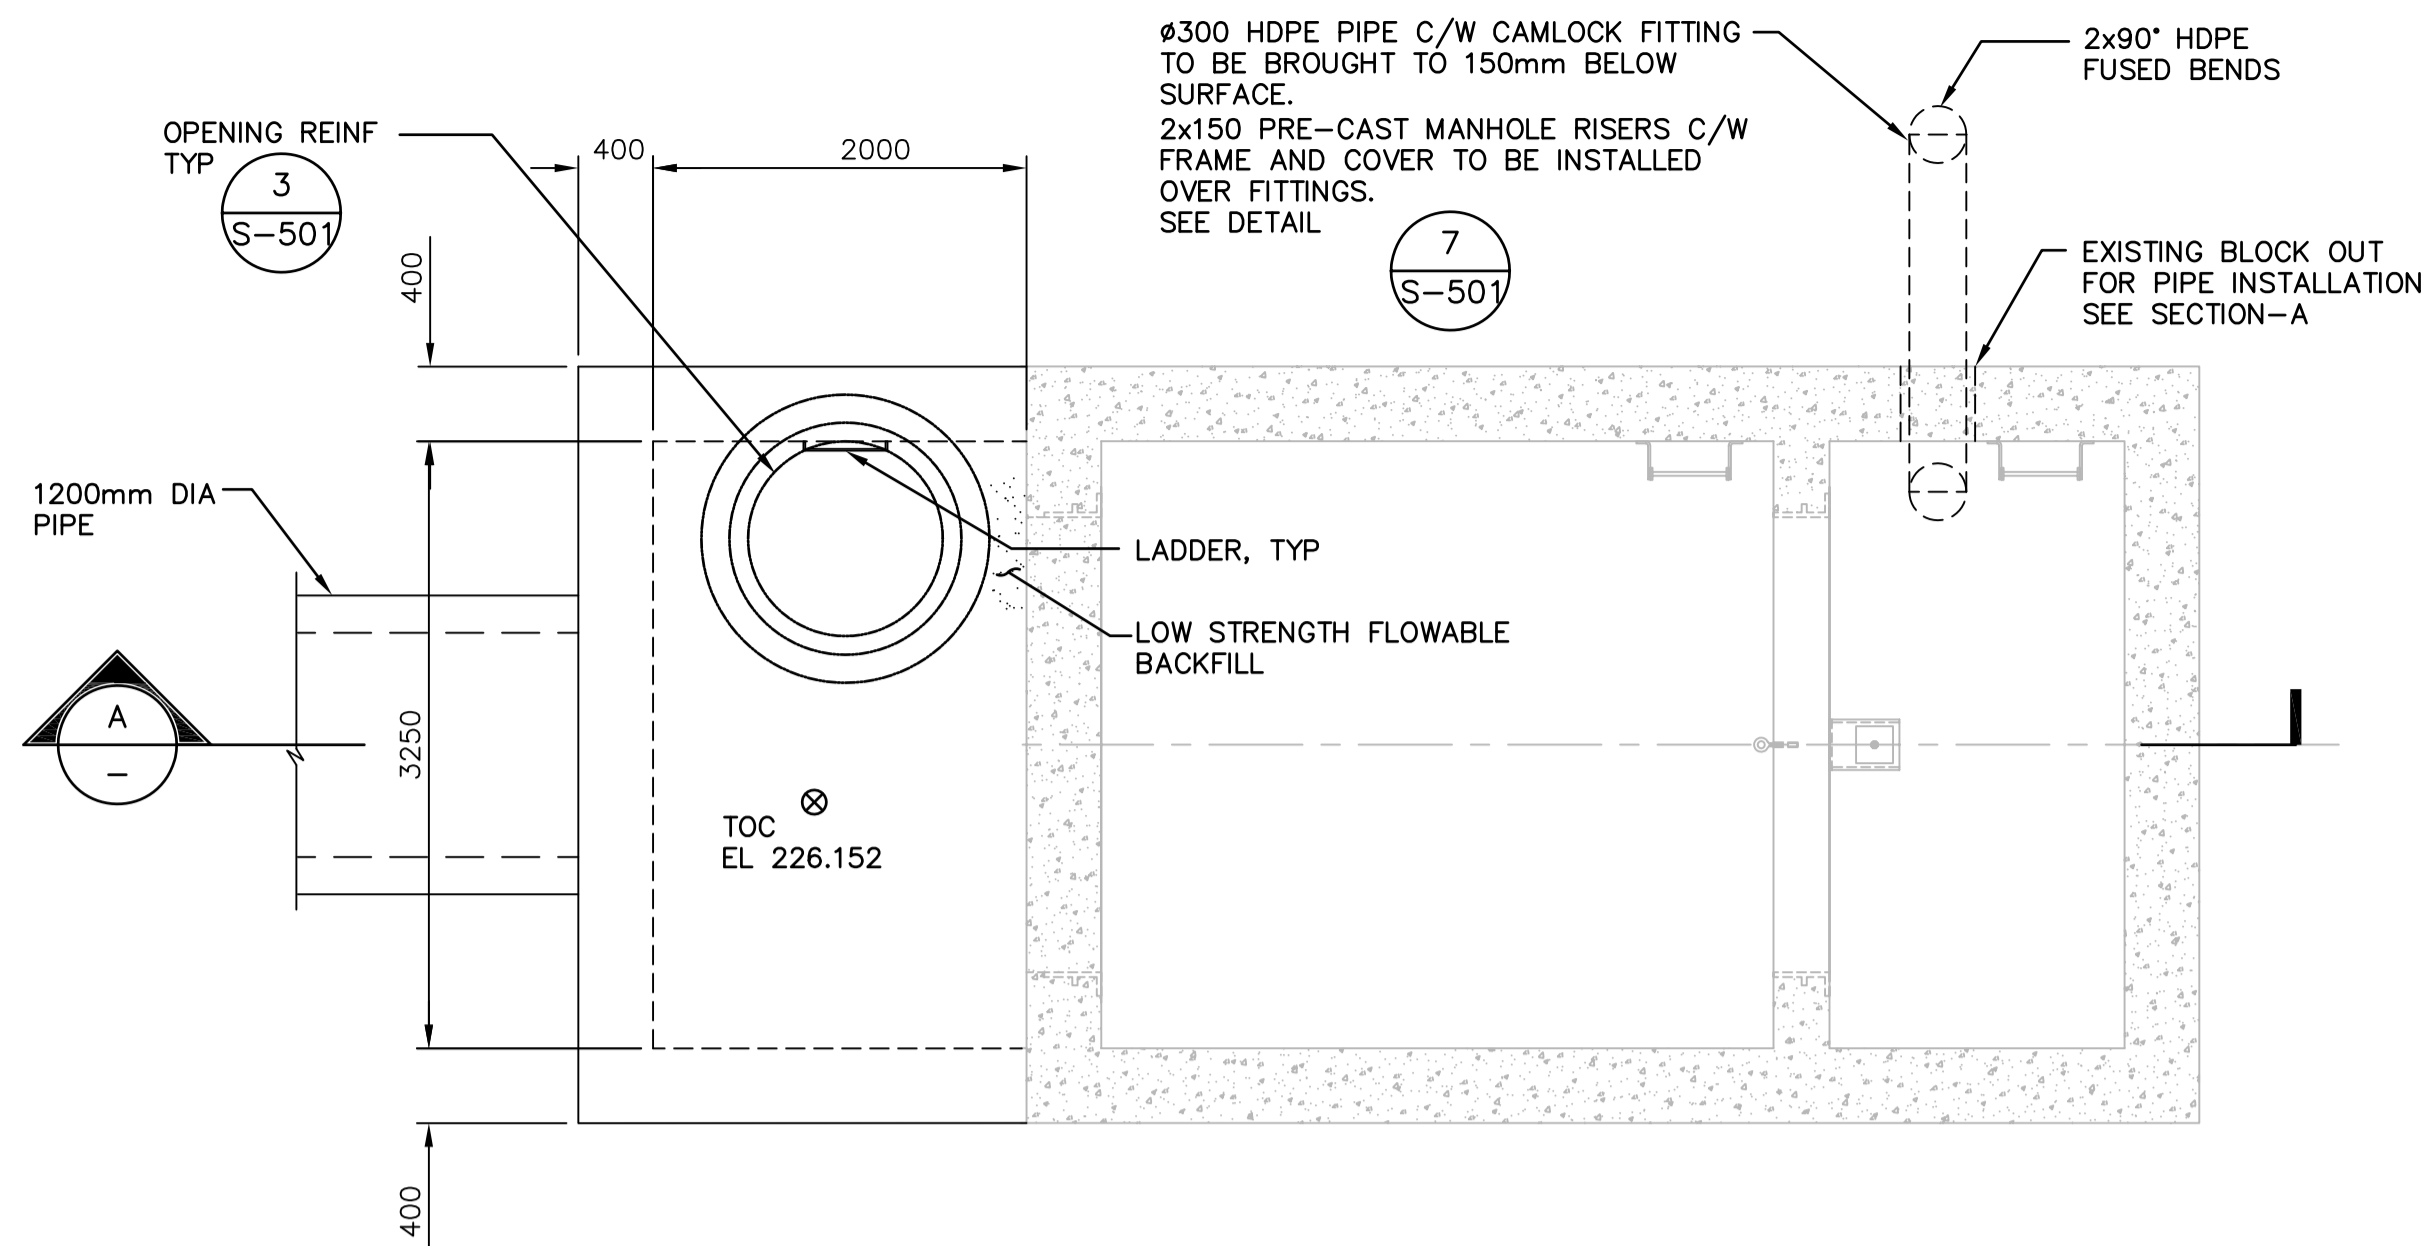 ø300 HDPE PIPE C/W CAMLOCK FITTING
TO BE BROUGHT TO 150mm BELOW
SURFACE.
2x150 PRE-CAST MANHOLE RISERS C/W
FRAME AND COVER TO BE INSTALLED
OVER FITTINGS.
SEE DETAIL
7
S-501
2x90° HDPE
FUSED BENDS
OPENING REINF
TYP
3
S-501
400
2000
400
EXISTING BLOCK OUT
FOR PIPE INSTALLATION
SEE SECTION-A
1200mm DIA
PIPE
LADDER, TYP
LOW STRENGTH FLOWABLE
BACKFILL
A
-
3250
TOC
EL 226.152
400